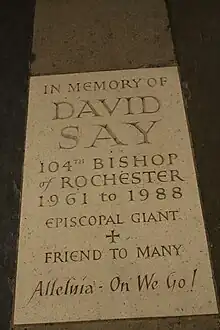 IN MEMORY OF
DAVID
SAY
104TH BISHOP
of ROCHESTER
1961 to 1988
EPISCOPAL GIANT
FRIEND TO MANY
Alleluia - On We Go!